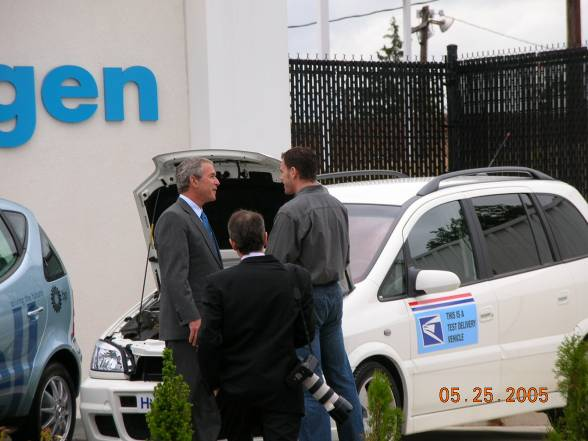 gen
THIS IS A
TEST DELIVERY
VEHICLE
05.25.2005